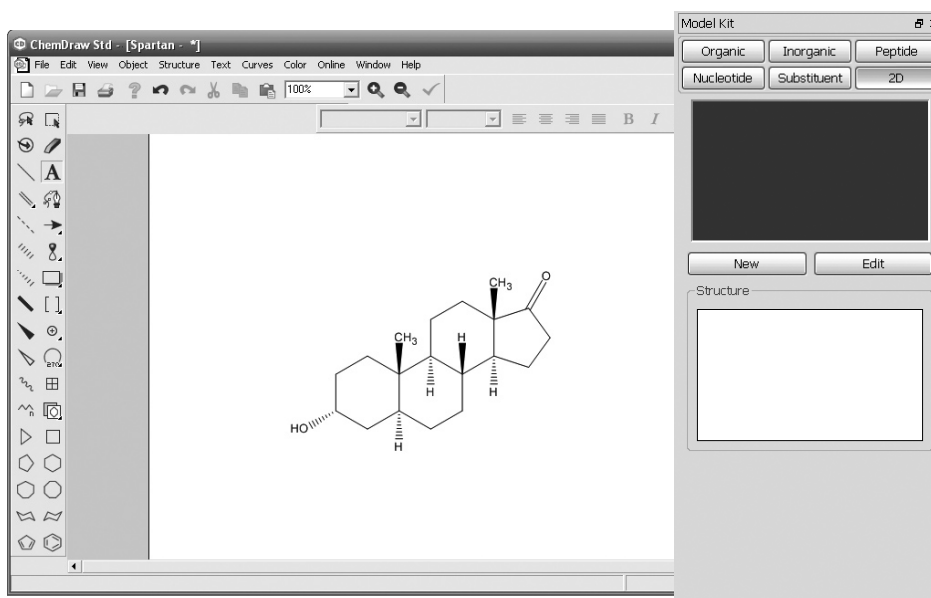 ChemDraw Std - [Spartan - *]
File Edit View Object Structure Text Curves Color Online Window Help
100%
B I
A
CH3
O
CH3
H
H
H
HO
H
Model Kit
Organic Inorganic Peptide
Nucleotide Substituent 2D
New Edit
Structure